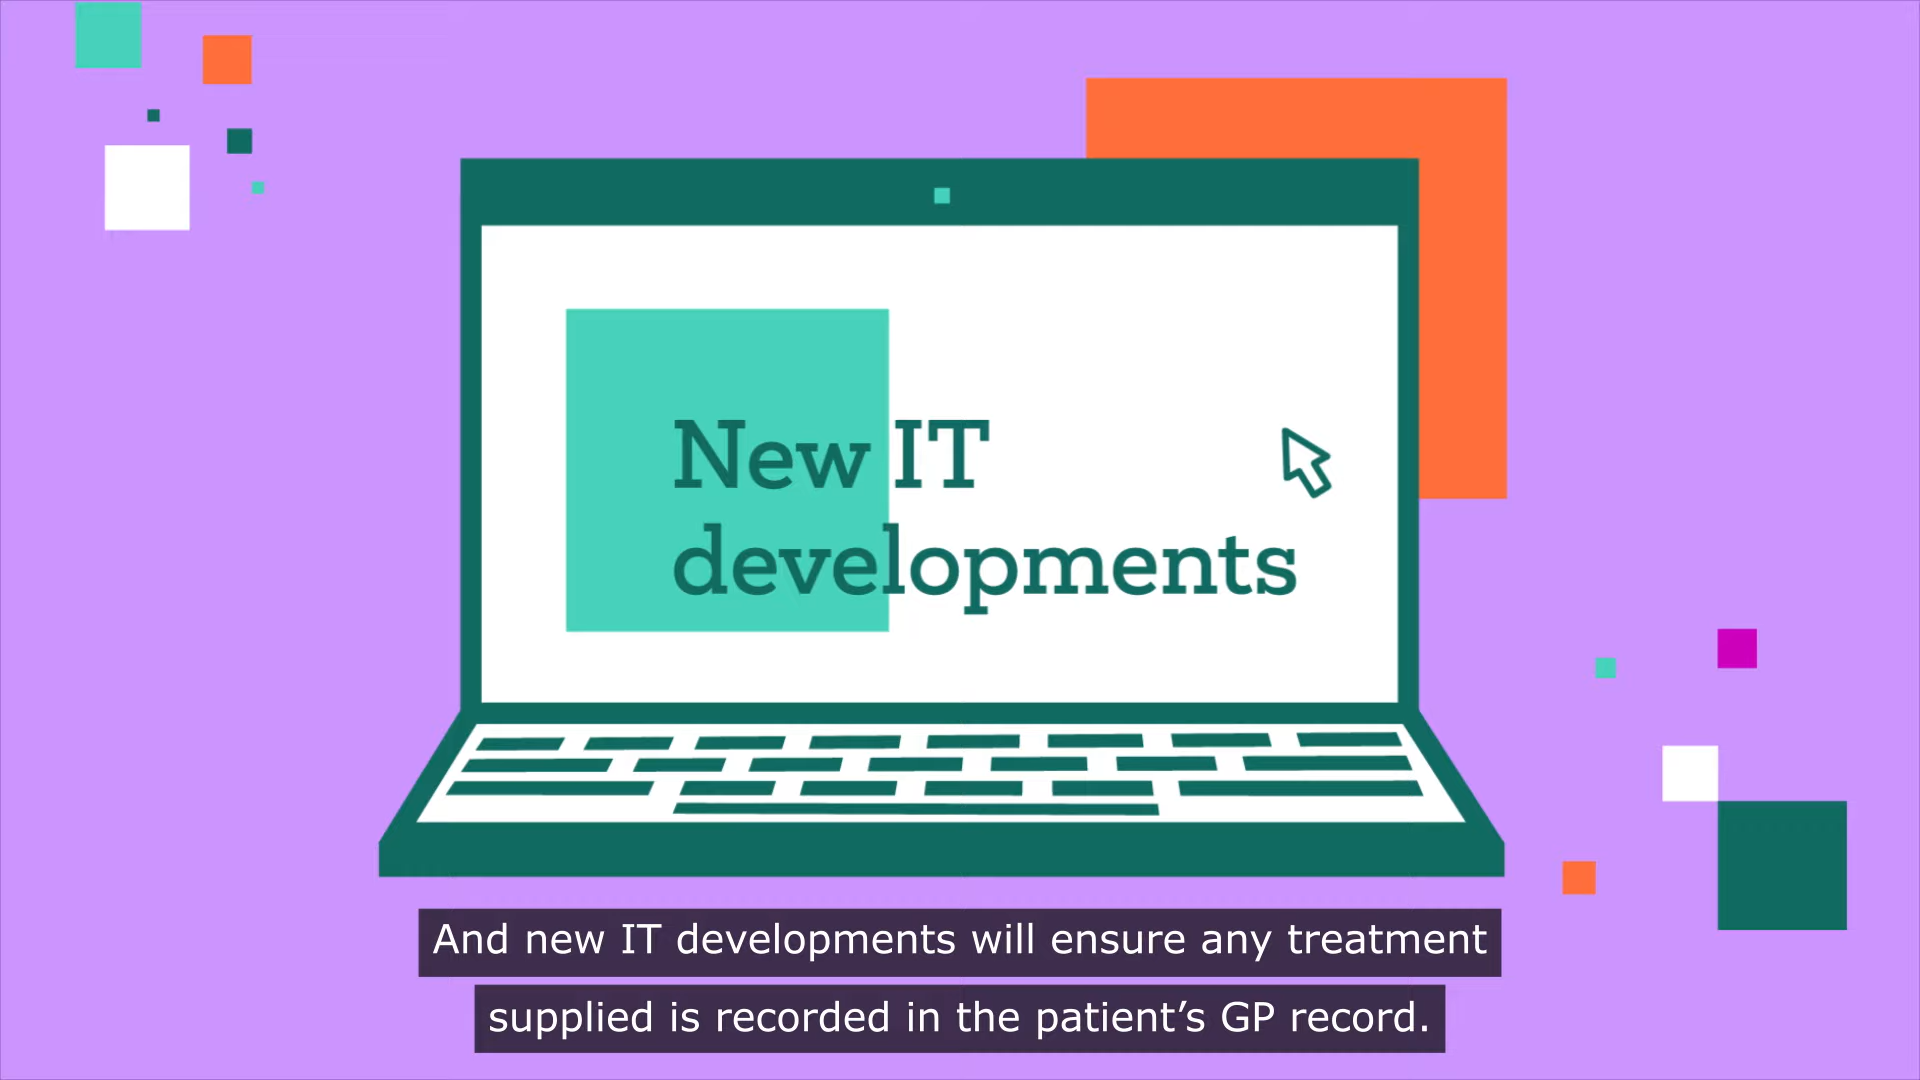 New IT
developments
And new IT developments will ensure any treatment
supplied is recorded in the patient’s GP record.